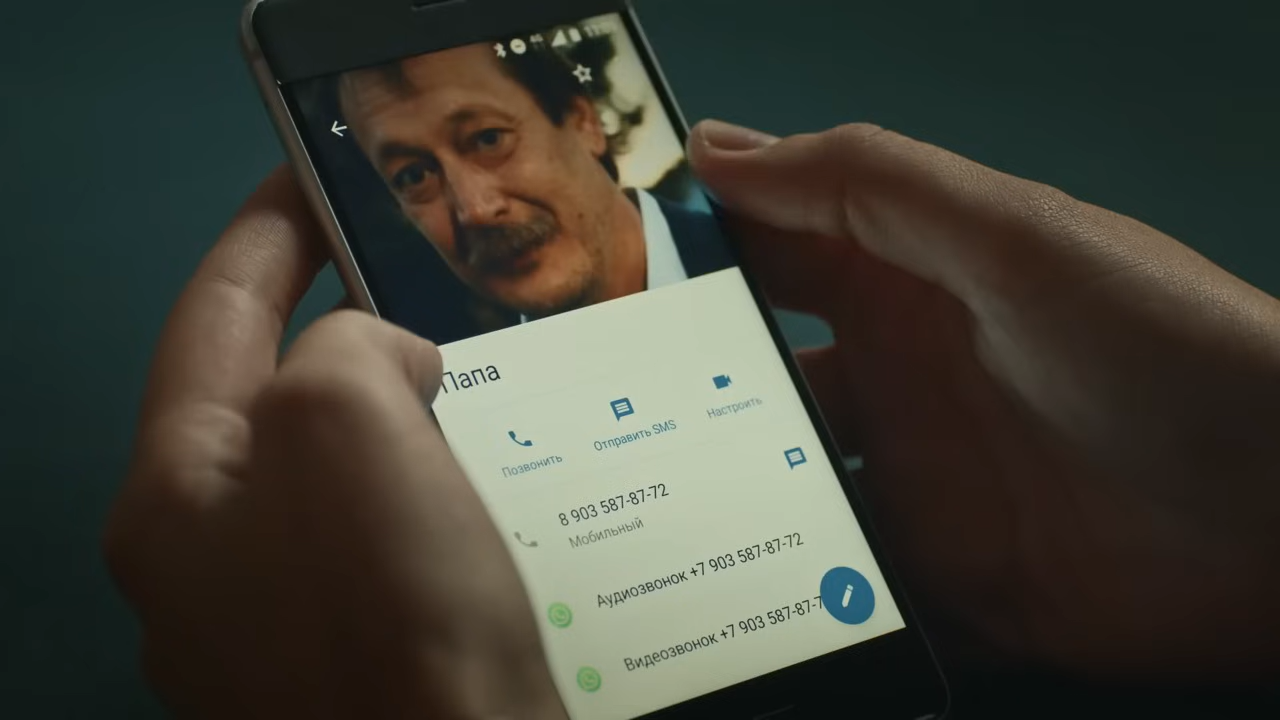 Папа
Позвонить
Отправить SMS
Настроить
8 903 587-87-72
Мобильный
Аудиозвонок +7 903 587-87-72
Видеозвонок +7 903 587-87-7